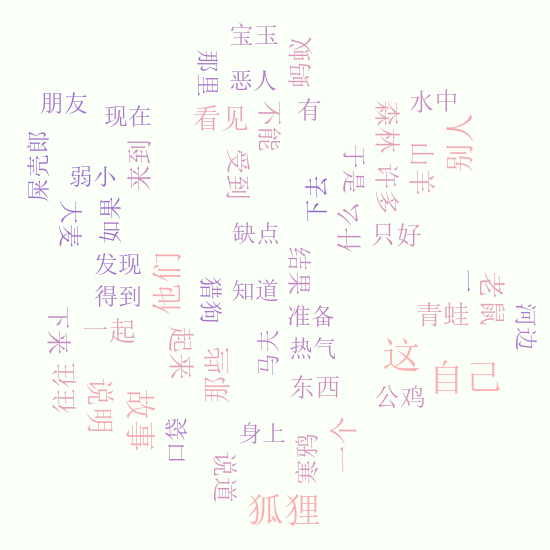 宝玉
蚂蚁
那里
恶人
有
朋友
现在
看见
不能
水中
森林
别人
屎壳郎
来到
受到
于是
许多
山羊
弱小
下去
大麦
如果
缺点
什么
只好
发现
他们
结果
得到
猎狗
知道
一
老鼠
河边
下来
一起
起来
马夫
准备
热气
青蛙
这
往往
说明
故事
那
东西
自己
公鸡
口袋
身上
寒鸦
一个
说道
狐狸